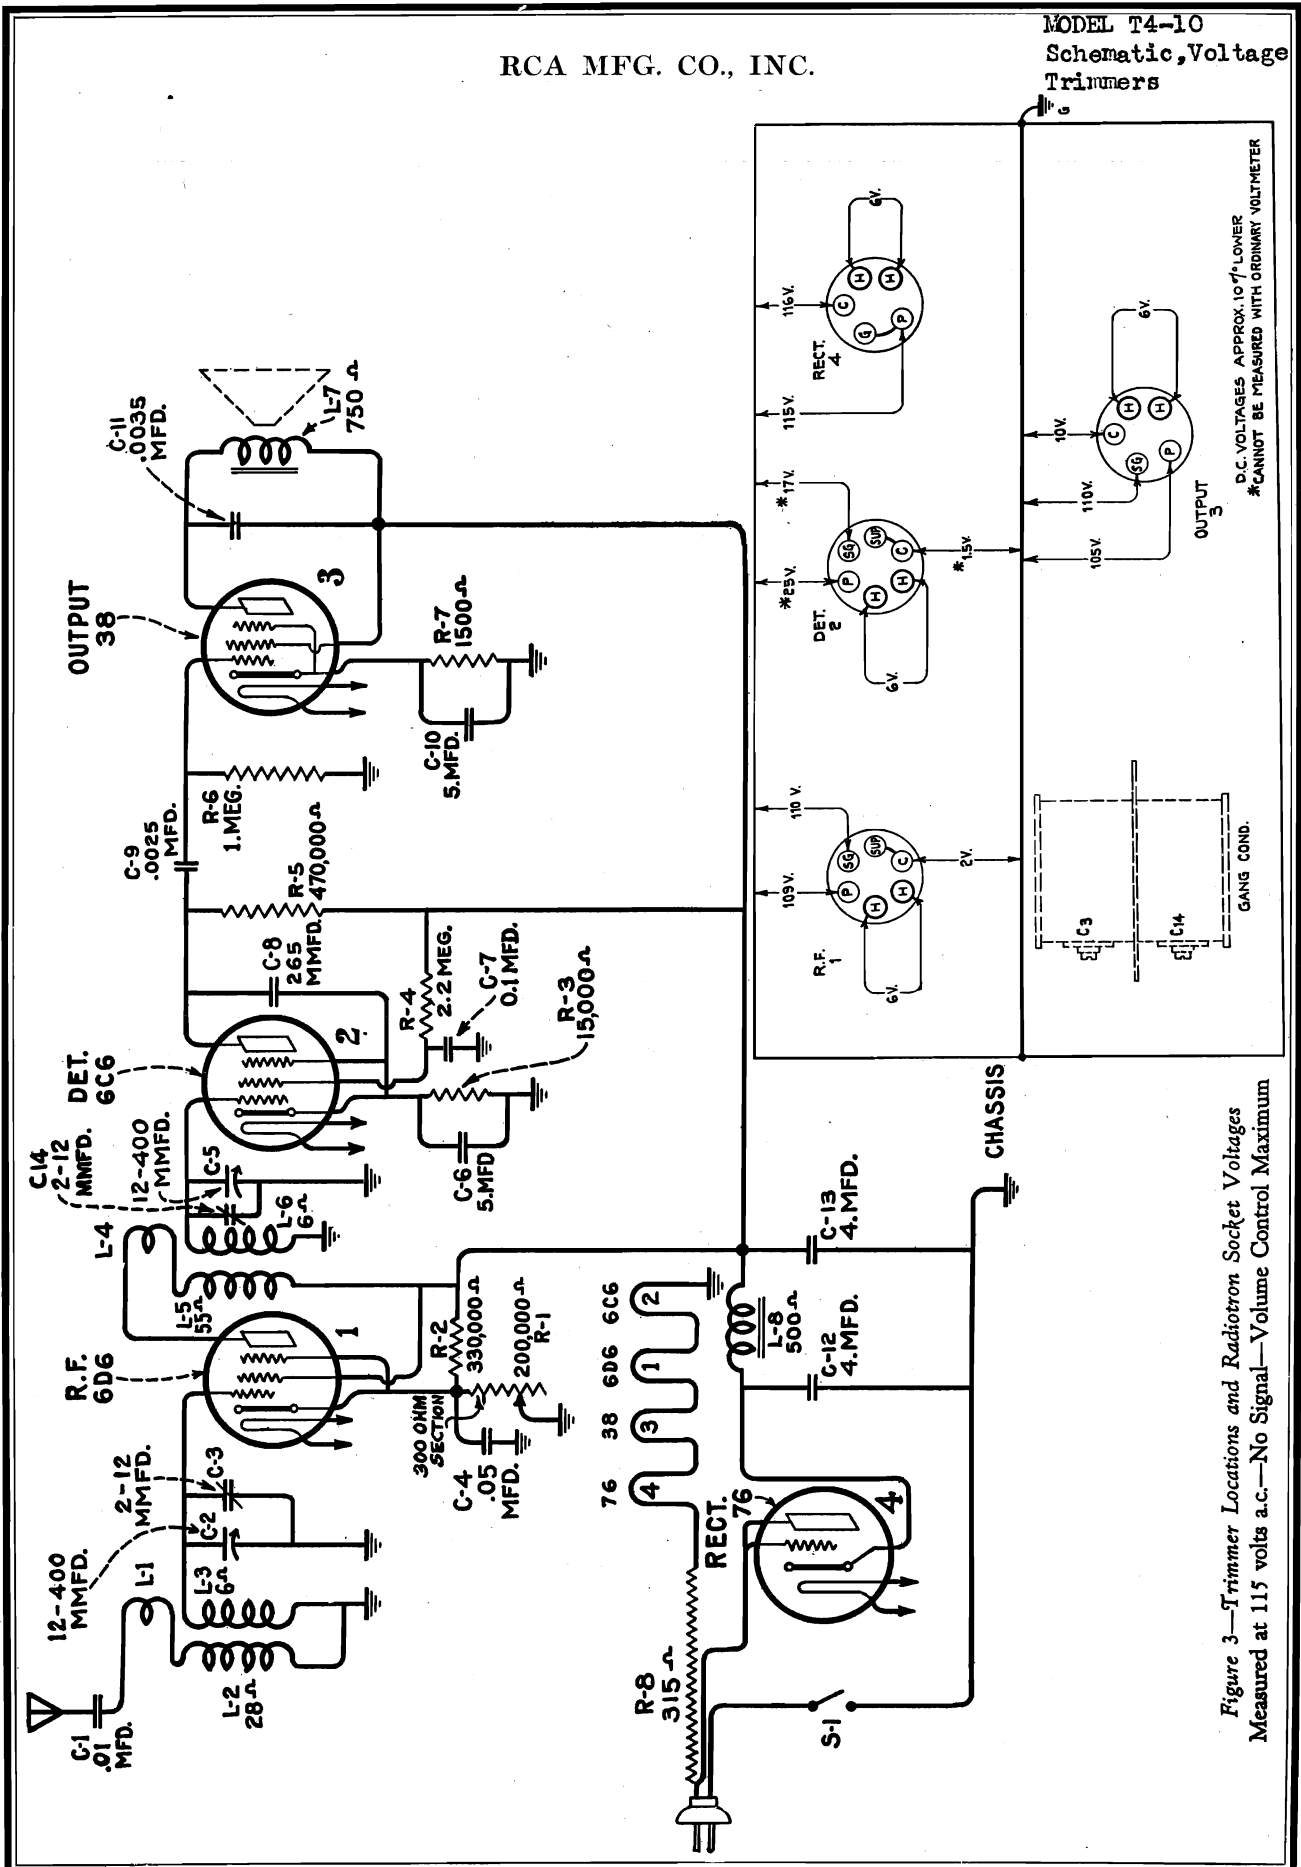 MODEL T4-10
Schematic,Voltage
Trimmers
RCA MFG. CO., INC.
C-1
.01
MFD.
L-1
L-2
28Ω
L-3
6Ω
12-400
MMFD.
C-2
2-12
MMFD.
C-3
R.F.
6D6
1
L-4
L-5
55Ω
C14
2-12
MMFD.
12-400
MMFD.
C-5
L-6
6Ω
DET.
6C6
2
C-8
265
MMFD.
R-5
470,000Ω
C-9
.0025
MFD.
R-6
1.MEG.
OUTPUT
38
3
C-11
.0035
MFD.
L-7
750Ω
300 OHM
SECTION
C-4
.05
MFD.
R-2
330,000Ω
200,000Ω
R-1
C-6
5.MFD
R-4
2.2 MEG.
C-7
0.1 MFD.
R-3
15,000Ω
C-10
5.MFD.
R-7
1500Ω
R-8
315Ω
76
4
38
3
6D6
1
6C6
2
RECT.
76
4
L-8
500Ω
C-12
4.MFD.
C-13
4.MFD.
S-1
CHASSIS
R.F.
1
6V.
109V.
110 V.
2V.
P
SG
SUP
C
H
H
DET.
2
6V.
*25V.
*17V.
*1.5V.
P
SG
SUP
C
H
H
RECT.
4
115V.
116V.
6V.
G
C
P
H
H
G
GANG COND.
C3
C14
OUTPUT
3
105V.
110V.
10V.
6V.
SG
C
P
H
H
D.C. VOLTAGES APPROX. 10% LOWER
*CANNOT BE MEASURED WITH ORDINARY VOLTMETER
Figure 3—Trimmer Locations and Radiotron Socket Voltages
Measured at 115 volts a.c.—No Signal—Volume Control Maximum